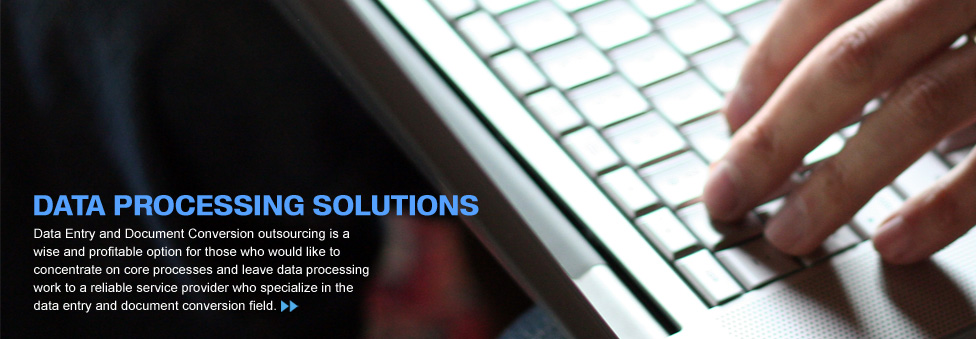 DATA PROCESSING SOLUTIONS
Data Entry and Document Conversion outsourcing is a
wise and profitable option for those who would like to
concentrate on core processes and leave data processing
work to a reliable service provider who specialize in the
data entry and document conversion field.